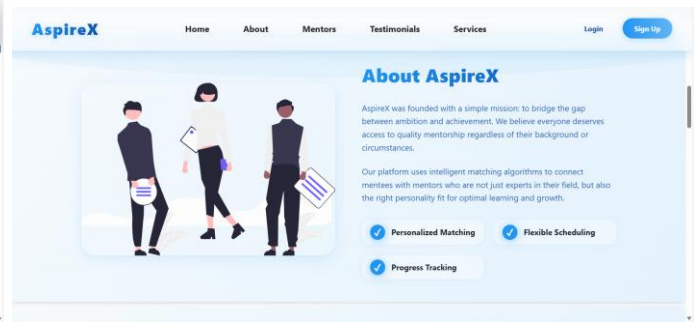 AspireX
Home About Mentors Testimonials Services
Login Sign Up
About AspireX
AspireX was founded with a simple mission: to bridge the gap
between ambition and achievement. We believe everyone deserves
access to quality mentorship regardless of their background or
circumstances.
Our platform uses intelligent matching algorithms to connect
mentees with mentors who are not just experts in their field, but also
the right personality fit for optimal learning and growth.
Personalized Matching
Flexible Scheduling
Progress Tracking